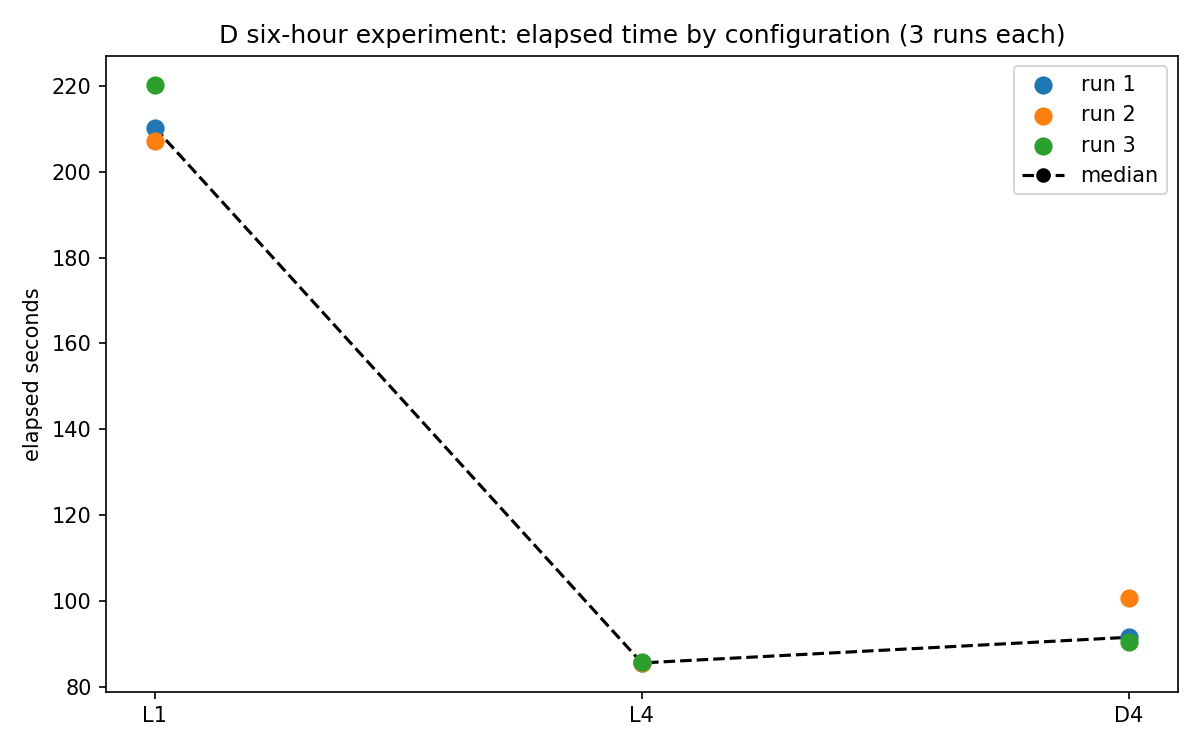 D six-hour experiment: elapsed time by configuration (3 runs each)
220
200
180
160
140
120
100
80
elapsed seconds
run 1
run 2
run 3
median
L1
L4
D4